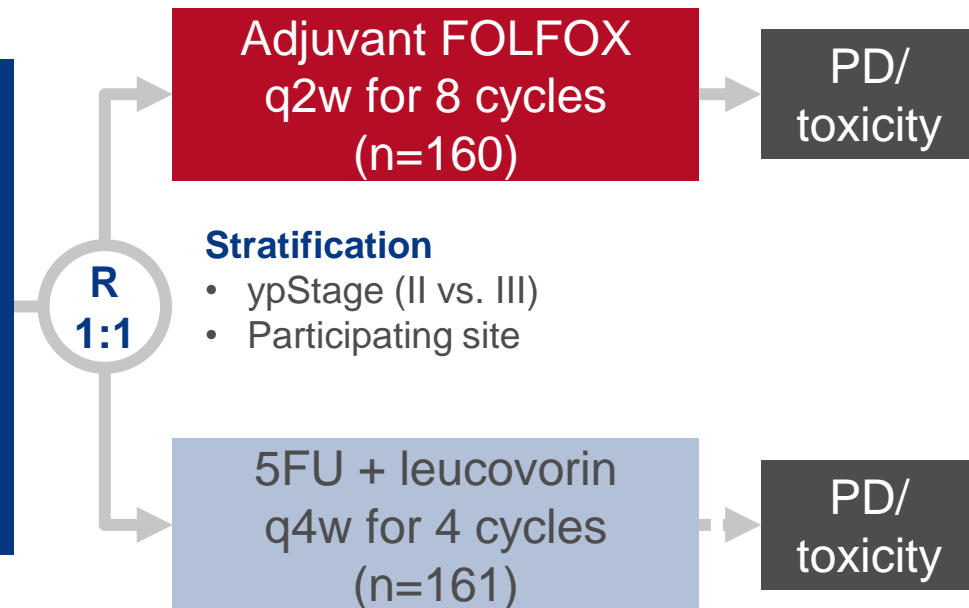 Adjuvant FOLFOX
q2w for 8 cycles
(n=160)
PD/
toxicity
R
1:1
Stratification
• ypStage (II vs. III)
• Participating site
5FU + leucovorin
q4w for 4 cycles
(n=161)
PD/
toxicity